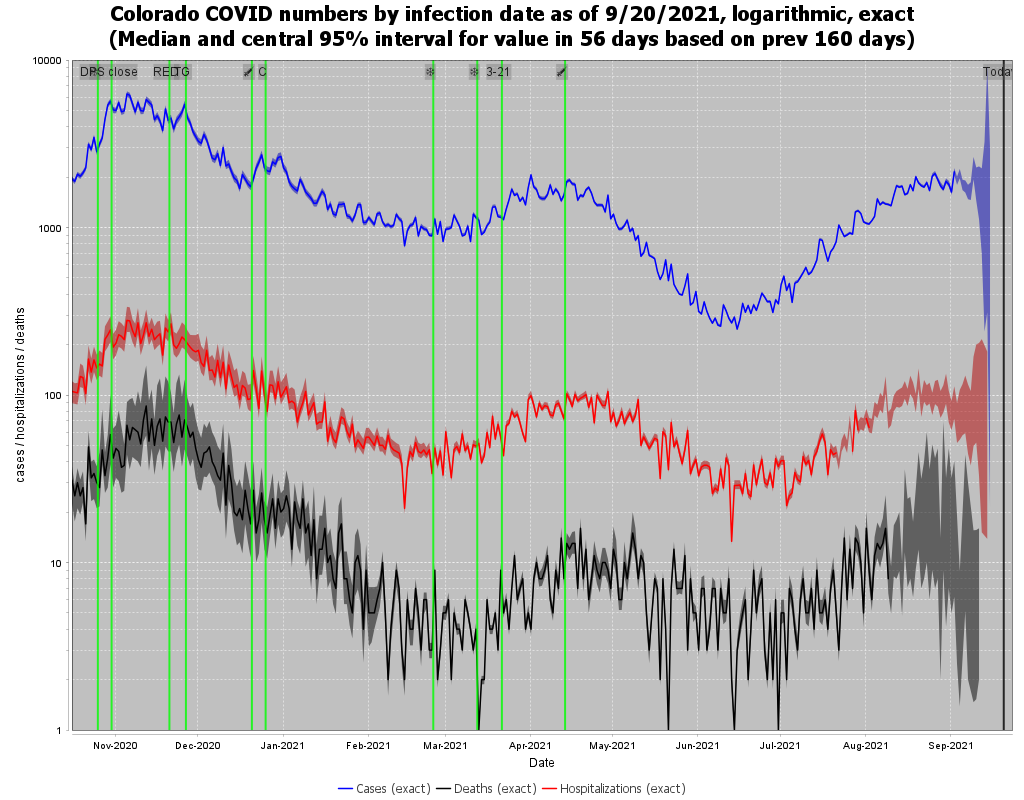 Colorado COVID numbers by infection date as of 9/20/2021, logarithmic, exact
(Median and central 95% interval for value in 56 days based on prev 160 days)
10000
1000
100
10
1
cases / hospitalizations / deaths
close
C
3-21
Toda
Nov-2020 Dec-2020 Jan-2021 Feb-2021 Mar-2021 Apr-2021 May-2021 Jun-2021 Jul-2021 Aug-2021 Sep-2021
Date
Cases (exact) Deaths (exact) Hospitalizations (exact)